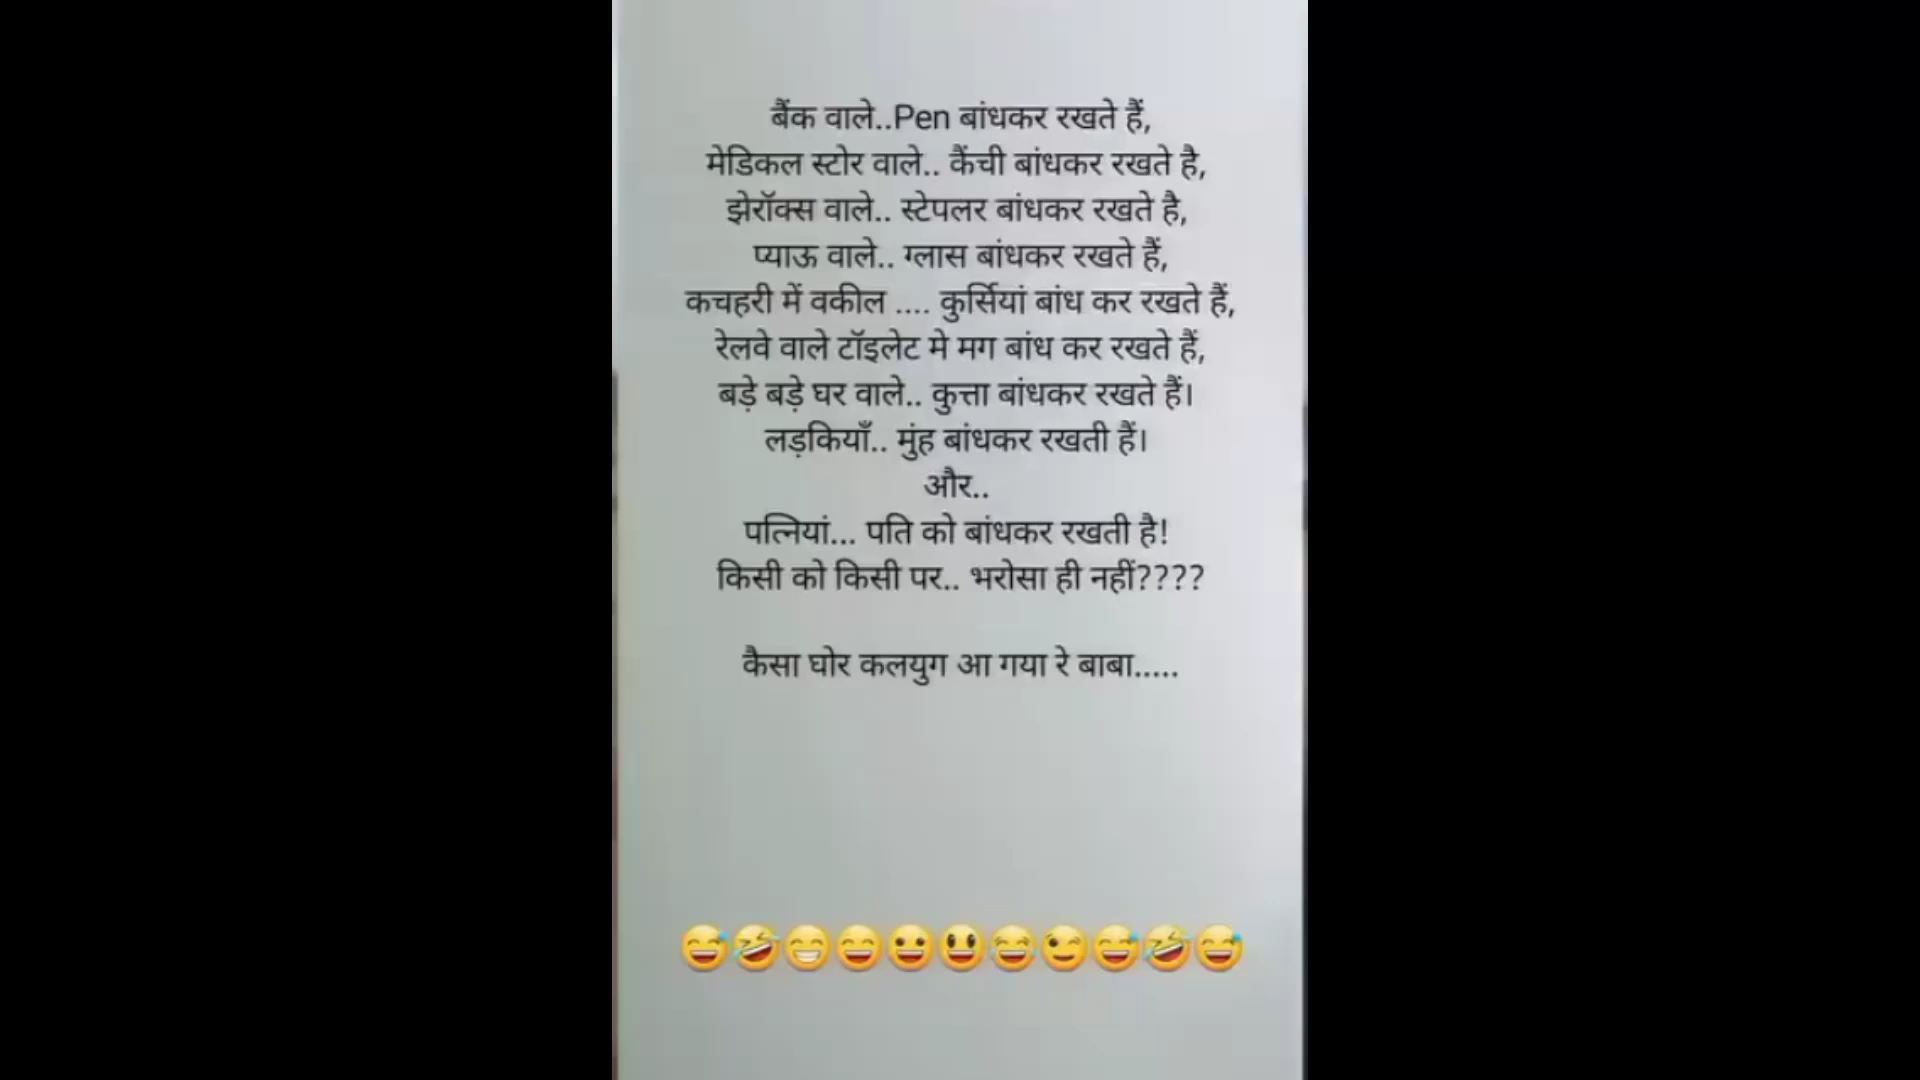 बैंक वाले..Pen बांधकर रखते हैं,
मेडिकल स्टोर वाले.. कैंची बांधकर रखते है,
झेरॉक्स वाले.. स्टेपलर बांधकर रखते है,
प्याऊ वाले.. ग्लास बांधकर रखते हैं,
कचहरी में वकील .... कुर्सियां बांध कर रखते हैं,
रेलवे वाले टॉइलेट मे मग बांध कर रखते हैं,
बड़े बड़े घर वाले.. कुत्ता बांधकर रखते हैं।
लड़कियाँ.. मुंह बांधकर रखती हैं।
और..
पत्नियां... पति को बांधकर रखती है!
किसी को किसी पर.. भरोसा ही नहीं????
कैसा घोर कलयुग आ गया रे बाबा.....
😅🤣😁😄😀😃😂😉😅🤣😅